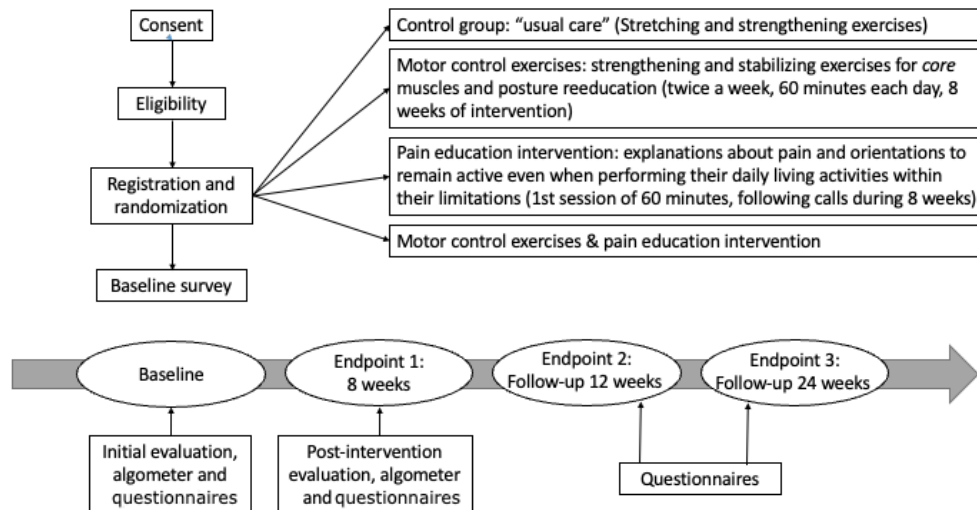 Consent
Eligibility
Registration and
randomization
Baseline survey
Control group: “usual care” (Stretching and strengthening exercises)
Motor control exercises: strengthening and stabilizing exercises for core
muscles and posture reeducation (twice a week, 60 minutes each day, 8
weeks of intervention)
Pain education intervention: explanations about pain and orientations to
remain active even when performing their daily living activities within
their limitations (1st session of 60 minutes, following calls during 8 weeks)
Motor control exercises & pain education intervention
Baseline
Endpoint 1:
8 weeks
Endpoint 2:
Follow-up 12 weeks
Endpoint 3:
Follow-up 24 weeks
Initial evaluation,
algometer and
questionnaires
Post-intervention
evaluation, algometer
and questionnaires
Questionnaires